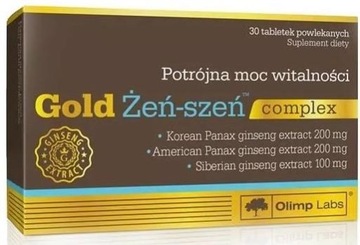 30 tabletek powlekanych
Suplement diety
Potrójna moc witalności
Gold Żeń-szeń™ complex
• Korean Panax ginseng extract 200 mg
• American Panax ginseng extract 200 mg
• Siberian ginseng extract 100 mg
GINSENG
G
EXTRACT
Olimp Labs®